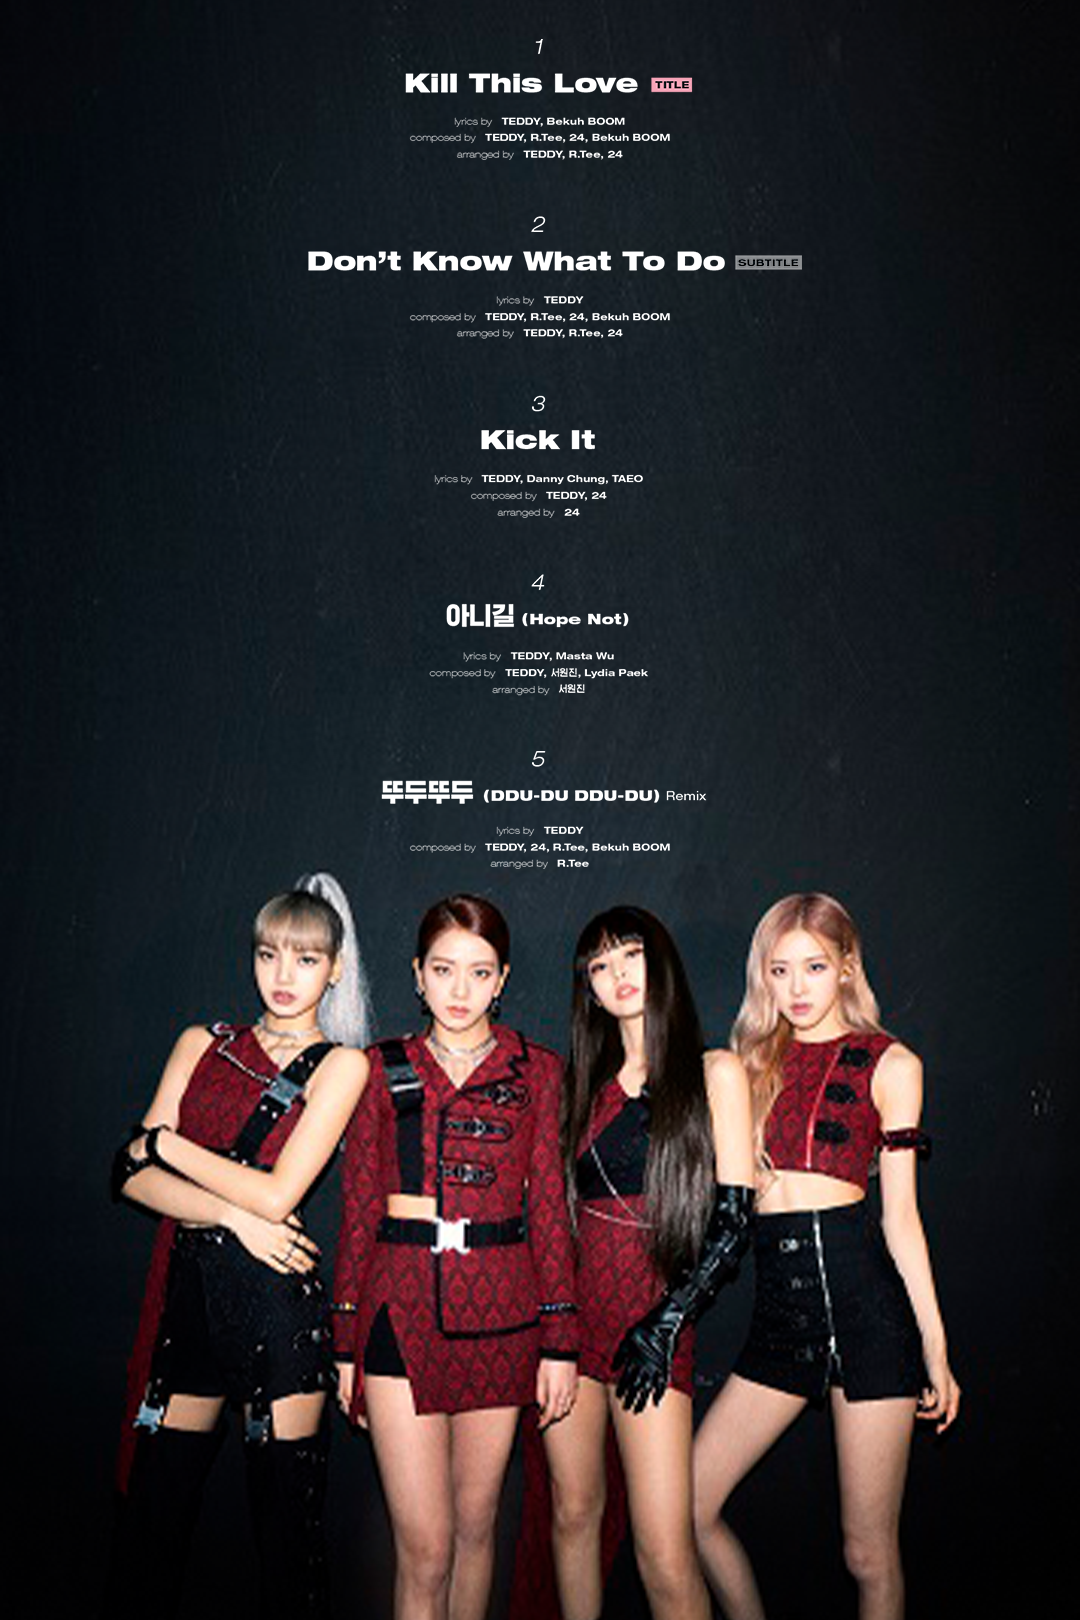 1
Kill This Love TITLE
lyrics by TEDDY, Bekuh BOOM
composed by TEDDY, R.Tee, 24, Bekuh BOOM
arranged by TEDDY, R.Tee, 24
2
Don’t Know What To Do SUBTITLE
lyrics by TEDDY
composed by TEDDY, R.Tee, 24, Bekuh BOOM
arranged by TEDDY, R.Tee, 24
3
Kick It
lyrics by TEDDY, Danny Chung, TAEO
composed by TEDDY, 24
arranged by 24
4
아니길 (Hope Not)
lyrics by TEDDY, Masta Wu
composed by TEDDY, 서원진, Lydia Paek
arranged by 서원진
5
뚜두뚜두 (DDU-DU DDU-DU) Remix
lyrics by TEDDY
composed by TEDDY, 24, R.Tee, Bekuh BOOM
arranged by R.Tee